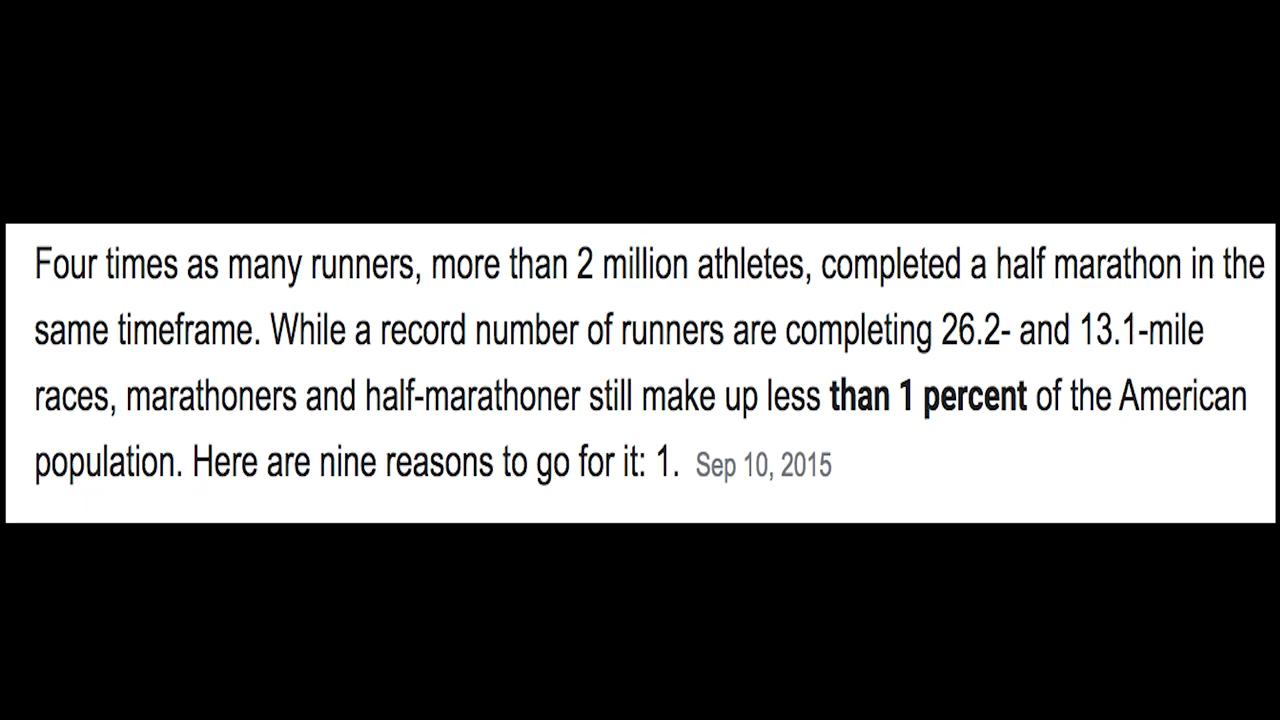 Four times as many runners, more than 2 million athletes, completed a half marathon in the
same timeframe. While a record number of runners are completing 26.2- and 13.1-mile
races, marathoners and half-marathoner still make up less than 1 percent of the American
population. Here are nine reasons to go for it: 1. Sep 10, 2015